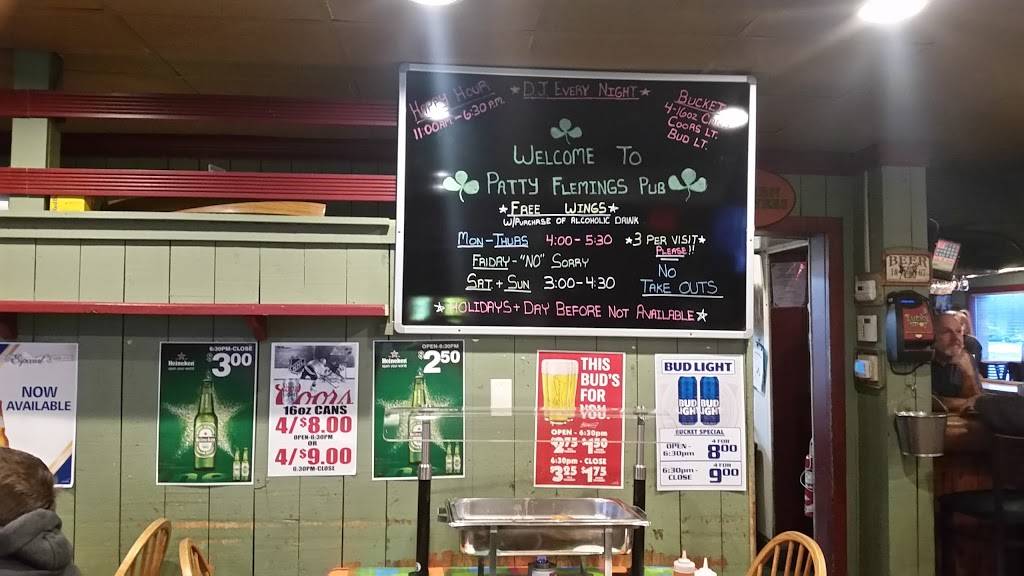 HAPPY HOUR
11:00AM - 6:30 P.M.
★ DJ EVERY NIGHT ★
BUCKET
4-16oz
COORS LT.
BUD LT.
WELCOME TO
PATTY FLEMINGS PUB
★ FREE WINGS ★
W/PURCHASE OF ALCOHOLIC DRINK
MON-THURS 4:00-5:30
FRIDAY-"NO" SORRY
SAT + SUN 3:00-4:30
★3 PER VISIT★
PLEASE!!
NO
TAKE OUTS
★HOLIDAYS + DAY BEFORE NOT AVAILABLE★
BEER
Especial
NOW
AVAILABLE
6:30PM-CLOSE
Heineken
$3.00
Coors
16oz CANS
4/$8.00
OPEN-6:30PM
OR
4/$9.00
6:30PM-CLOSE
OPEN-6:30PM
Heineken
$2.50
THIS
BUD'S
FOR
YOU
OPEN - 6:30pm
$2.75 $1.50
6:30pm - CLOSE
$3.25 $1.75
BUD LIGHT
BUD LIGHT
BUD LIGHT
BUCKET SPECIAL
OPEN-
6:30pm
4 FOR
8.00
6:30pm-
CLOSE
4 FOR
9.00